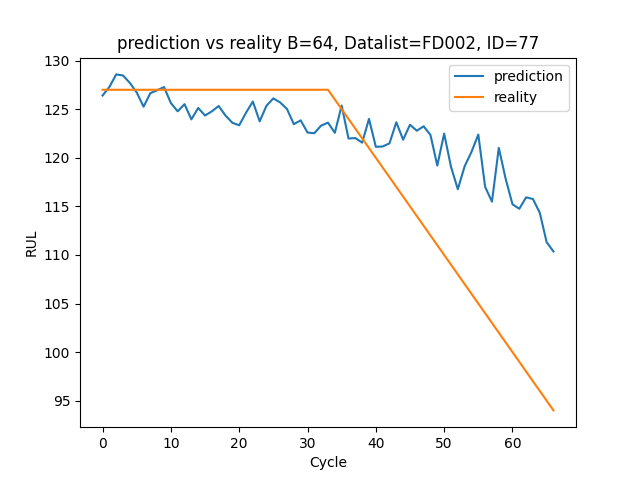 prediction vs reality B=64, Datalist=FD002, ID=77
prediction
reality
RUL
130
125
120
115
110
105
100
95
0 10 20 30 40 50 60
Cycle